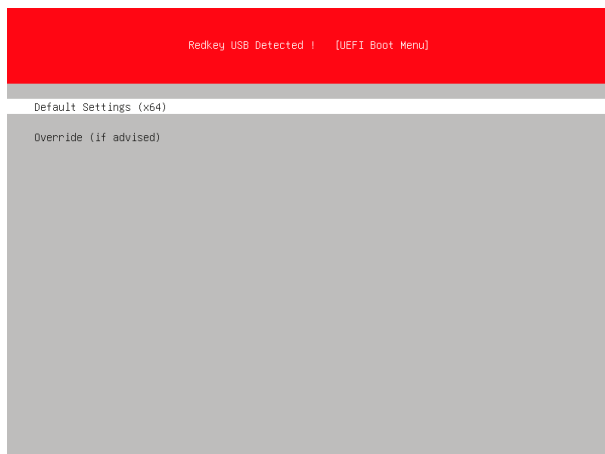 Redkey USB Detected ! [UEFI Boot Menu]
Default Settings (x64)
Override (if advised)